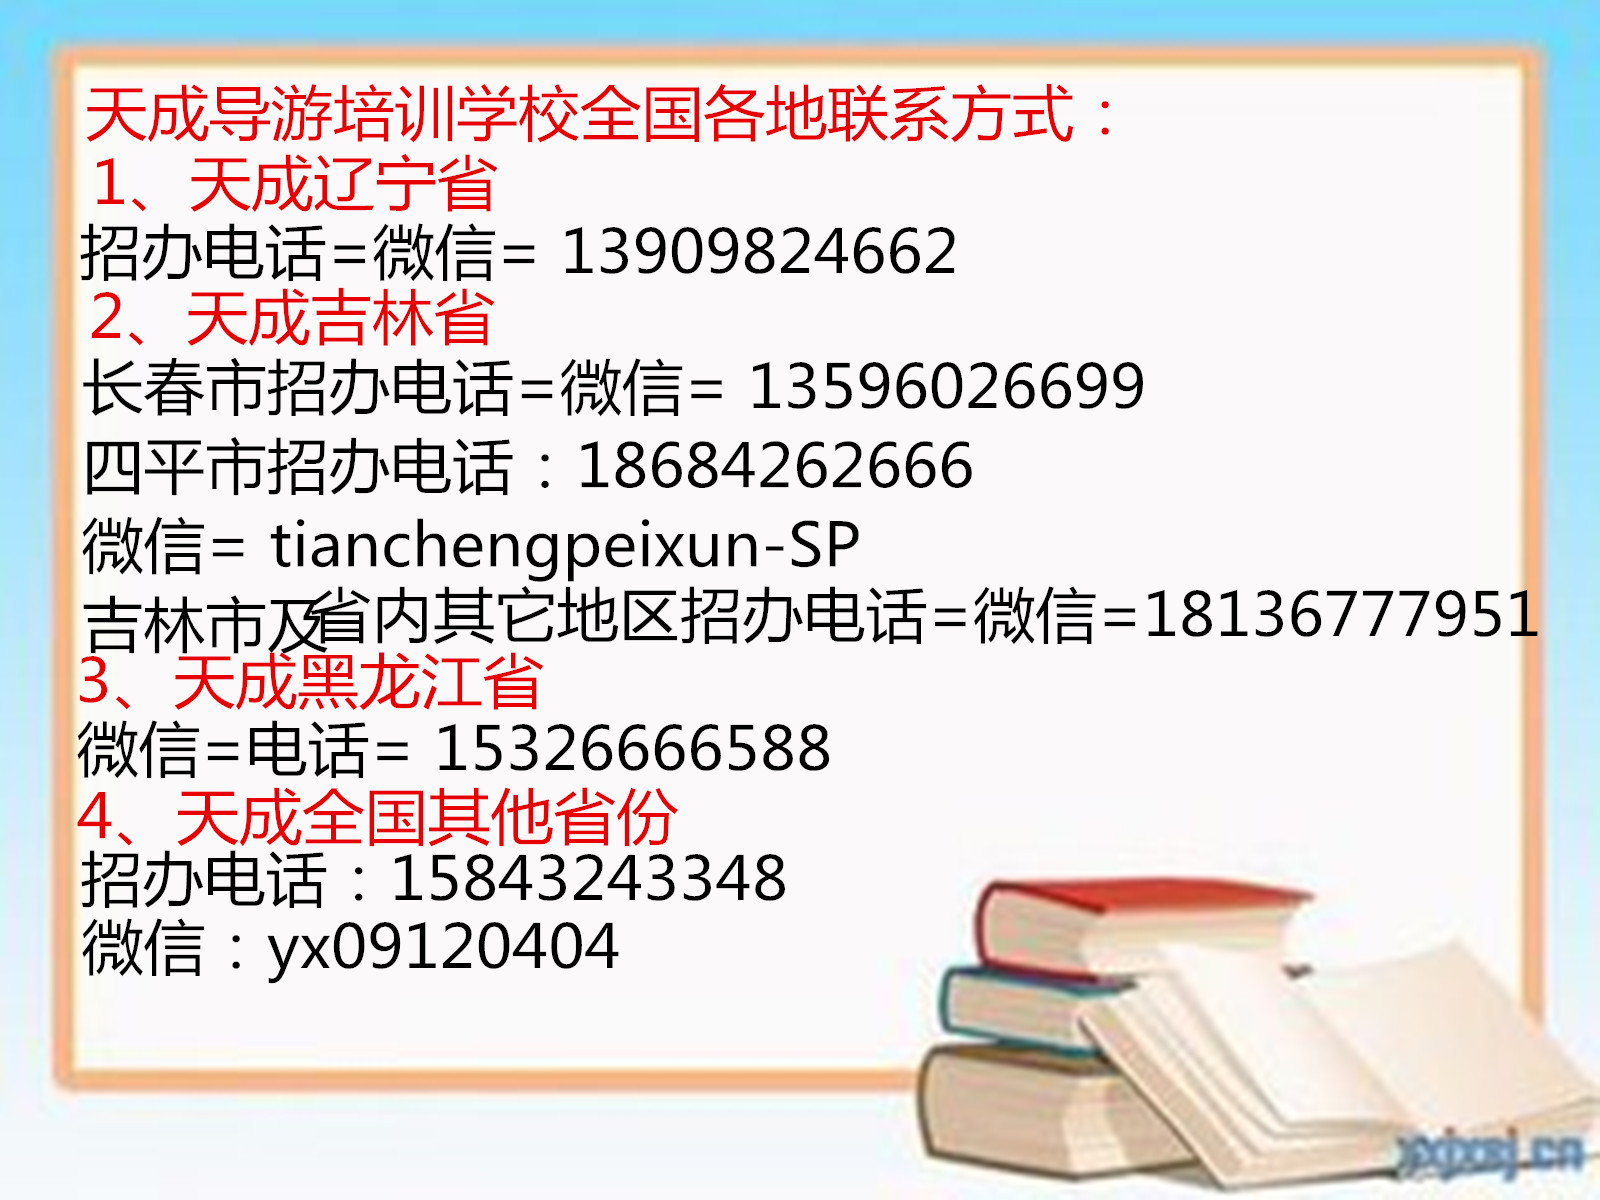 天成导游培训学校全国各地联系方式：
1、天成辽宁省
招办电话=微信= 13909824662
2、天成吉林省
长春市招办电话=微信= 13596026699
四平市招办电话：18684262666
微信= tianchengpeixun-SP
吉林市及省内其它地区招办电话=微信=18136777951
3、天成黑龙江省
微信=电话= 15326666588
4、天成全国其他省份
招办电话：15843243348
微信：yx09120404